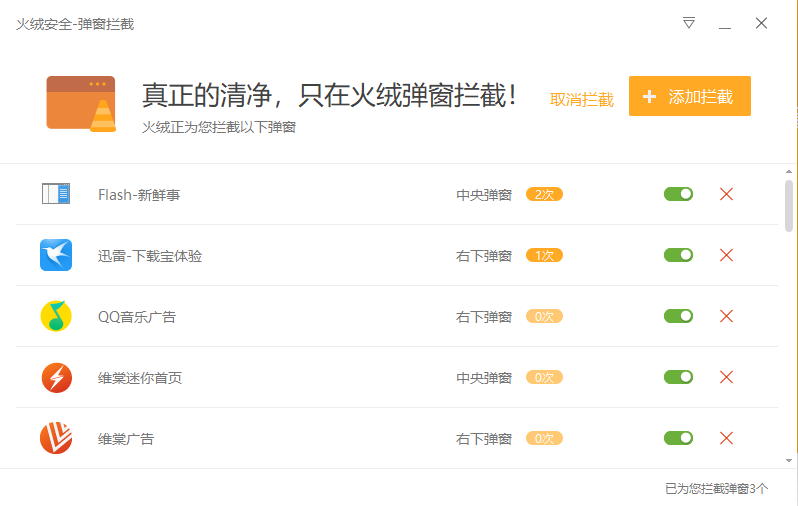 火绒安全-弹窗拦截
真正的清净，只在火绒弹窗拦截！
取消拦截
添加拦截
火绒正为您拦截以下弹窗
Flash-新鲜事 中央弹窗 2次
迅雷-下载宝体验 右下弹窗 1次
QQ音乐广告 右下弹窗 0次
维棠迷你首页 中央弹窗 0次
维棠广告 右下弹窗 0次
已为您拦截弹窗3个